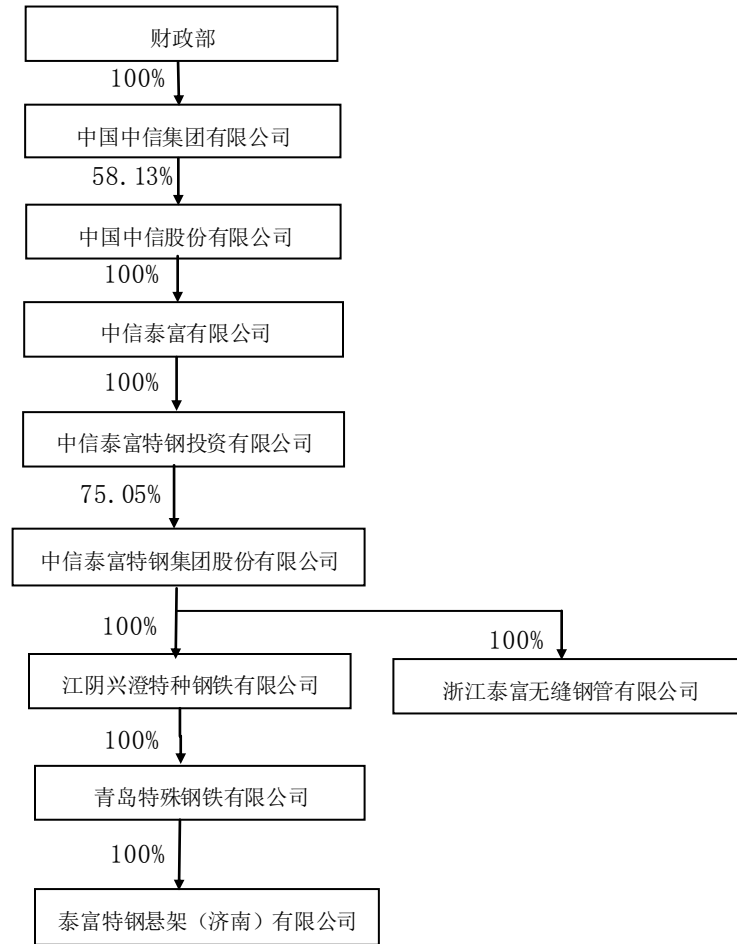 财政部
100%
中国中信集团有限公司
58.13%
中国中信股份有限公司
100%
中信泰富有限公司
100%
中信泰富特钢投资有限公司
75.05%
中信泰富特钢集团股份有限公司
100%
100%
江阴兴澄特种钢铁有限公司
浙江泰富无缝钢管有限公司
100%
青岛特殊钢铁有限公司
100%
泰富特钢悬架（济南）有限公司